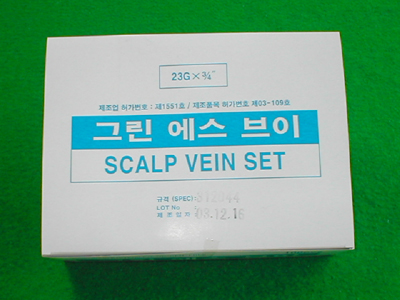 23G × ¾"
제조업 허가번호 : 제1551호 / 제조품목 허가번호 제03-109호
그린 에스 브이
SCALP VEIN SET
규격 (SPEC)
LOT No
제조일자 '08.12.16